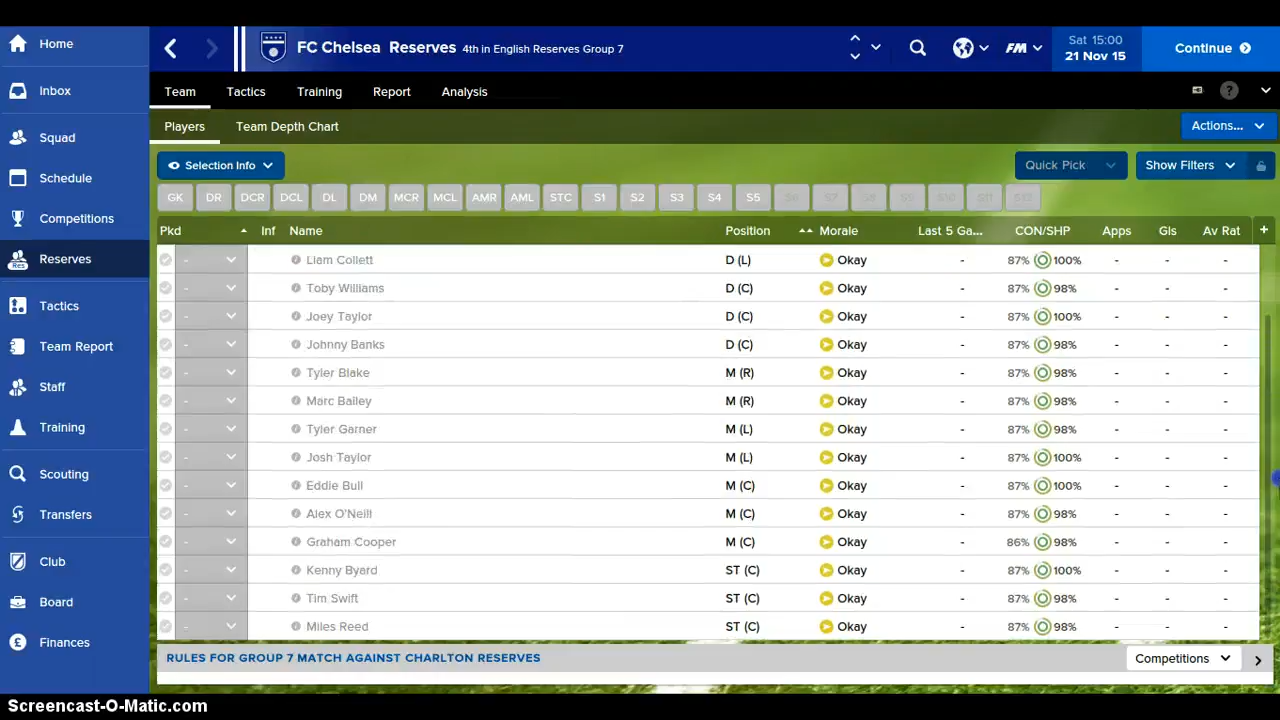 Home
Inbox
Squad
Schedule
Competitions
Reserves
Tactics
Team Report
Staff
Training
Scouting
Transfers
Club
Board
Finances
FC Chelsea Reserves 4th in English Reserves Group 7
FM
Sat 15:00
21 Nov 15
Continue
Team Tactics Training Report Analysis
Players Team Depth Chart
Actions...
Selection Info
Quick Pick
Show Filters
GK DR DCR DCL DL DM MCR MCL AMR AML STC S1 S2 S3 S4 S5 S6 S7 S8 S9 S10 S11 S12
Pkd Inf Name Position Morale Last 5 Ga... CON/SHP Apps Gls Av Rat +
- Liam Collett D (L) Okay - 87% 100% - - -
- Toby Williams D (C) Okay - 87% 98% - - -
- Joey Taylor D (C) Okay - 87% 100% - - -
- Johnny Banks D (C) Okay - 87% 98% - - -
- Tyler Blake M (R) Okay - 87% 98% - - -
- Marc Bailey M (R) Okay - 87% 98% - - -
- Tyler Garner M (L) Okay - 87% 98% - - -
- Josh Taylor M (L) Okay - 87% 100% - - -
- Eddie Bull M (C) Okay - 87% 100% - - -
- Alex O'Neill M (C) Okay - 87% 98% - - -
- Graham Cooper M (C) Okay - 86% 98% - - -
- Kenny Byard ST (C) Okay - 87% 100% - - -
- Tim Swift ST (C) Okay - 87% 98% - - -
- Miles Reed ST (C) Okay - 87% 98% - - -
RULES FOR GROUP 7 MATCH AGAINST CHARLTON RESERVES
Competitions
Screencast-O-Matic.com